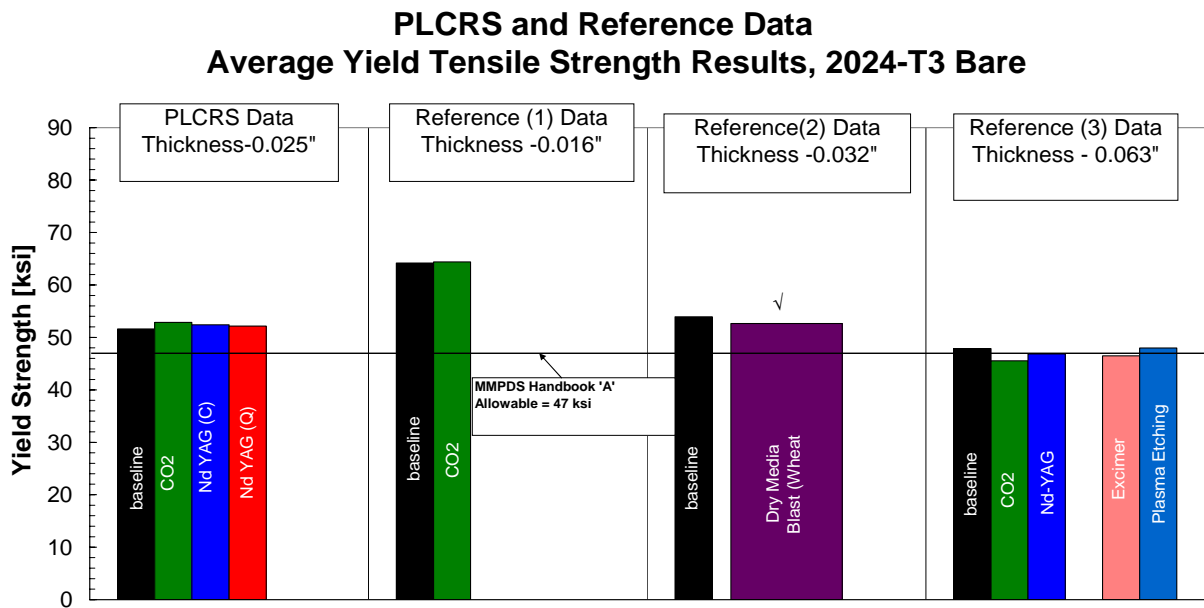 PLCRS and Reference Data
Average Yield Tensile Strength Results, 2024-T3 Bare
PLCRS Data
Thickness-0.025"
Reference (1) Data
Thickness -0.016"
Reference(2) Data
Thickness -0.032"
Reference (3) Data
Thickness - 0.063"
Yield Strength [ksi]
90
80
70
60
50
40
30
20
10
0
baseline
CO2
Nd YAG (C)
Nd YAG (Q)
baseline
CO2
MMPDS Handbook 'A'
Allowable = 47 ksi
√
baseline
Dry Media
Blast (Wheat
baseline
CO2
Nd-YAG
Excimer
Plasma Etching